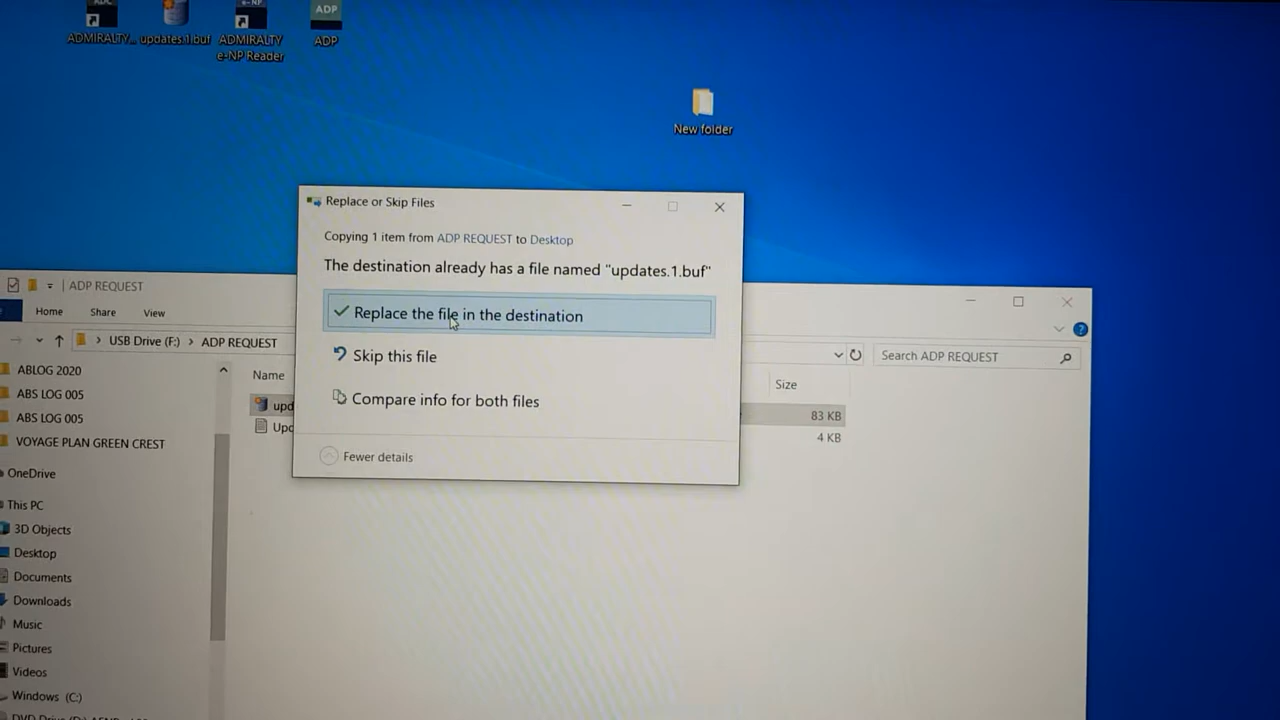 ADMIRALTY...
updates.1.buf
ADMIRALTY
e-NP Reader
ADP
ADP
New folder
Replace or Skip Files
Copying 1 item from ADP REQUEST to Desktop
The destination already has a file named "updates.1.buf"
Replace the file in the destination
Skip this file
Compare info for both files
Fewer details
ADP REQUEST
Home
Share
View
USB Drive (F:)
ADP REQUEST
Search ADP REQUEST
ABLOG 2020
ABS LOG 005
ABS LOG 005
VOYAGE PLAN GREEN CREST
OneDrive
This PC
3D Objects
Desktop
Documents
Downloads
Music
Pictures
Videos
Windows (C:)
Name
Size
upd
83 KB
Upd
4 KB